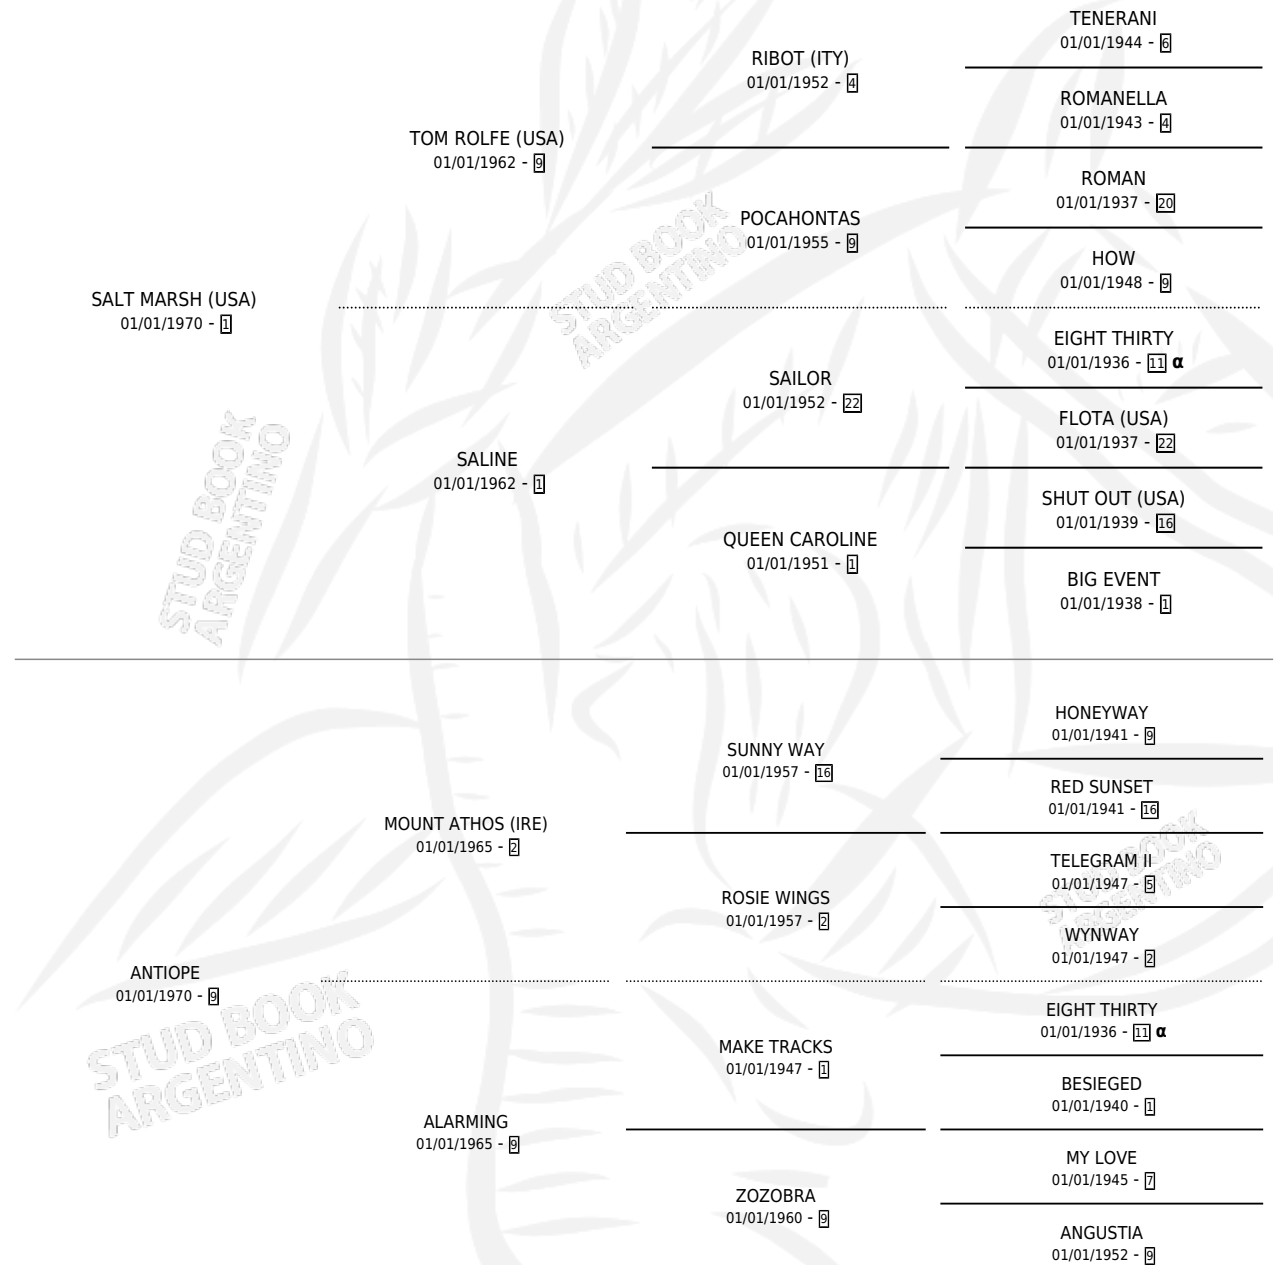 TENERANI
01/01/1944 - 6
RIBOT (ITY)
01/01/1952 - 4
ROMANELLA
01/01/1943 - 4
TOM ROLFE (USA)
01/01/1962 - 9
ROMAN
01/01/1937 - 20
POCAHONTAS
01/01/1955 - 9
HOW
01/01/1948 - 9
SALT MARSH (USA)
01/01/1970 - 1
STUD BOOK
ARGENTINO
EIGHT THIRTY
01/01/1936 - 11 α
SAILOR
01/01/1952 - 22
FLOTA (USA)
01/01/1937 - 22
SALINE
01/01/1962 - 1
STUD BOOK
ARGENTINO
SHUT OUT (USA)
01/01/1939 - 16
QUEEN CAROLINE
01/01/1951 - 1
BIG EVENT
01/01/1938 - 1
HONEYWAY
01/01/1941 - 9
SUNNY WAY
01/01/1957 - 16
RED SUNSET
01/01/1941 - 16
MOUNT ATHOS (IRE)
01/01/1965 - 2
TELEGRAM II
01/01/1947 - 5
STUD BOOK
ARGENTINO
ROSIE WINGS
01/01/1957 - 2
WYNWAY
01/01/1947 - 2
ANTIOPE
01/01/1970 - 9
STUD BOOK
ARGENTINO
EIGHT THIRTY
01/01/1936 - 11 α
MAKE TRACKS
01/01/1947 - 1
BESIEGED
01/01/1940 - 1
ALARMING
01/01/1965 - 9
MY LOVE
01/01/1945 - 7
ZOZOBRA
01/01/1960 - 9
ANGUSTIA
01/01/1952 - 9